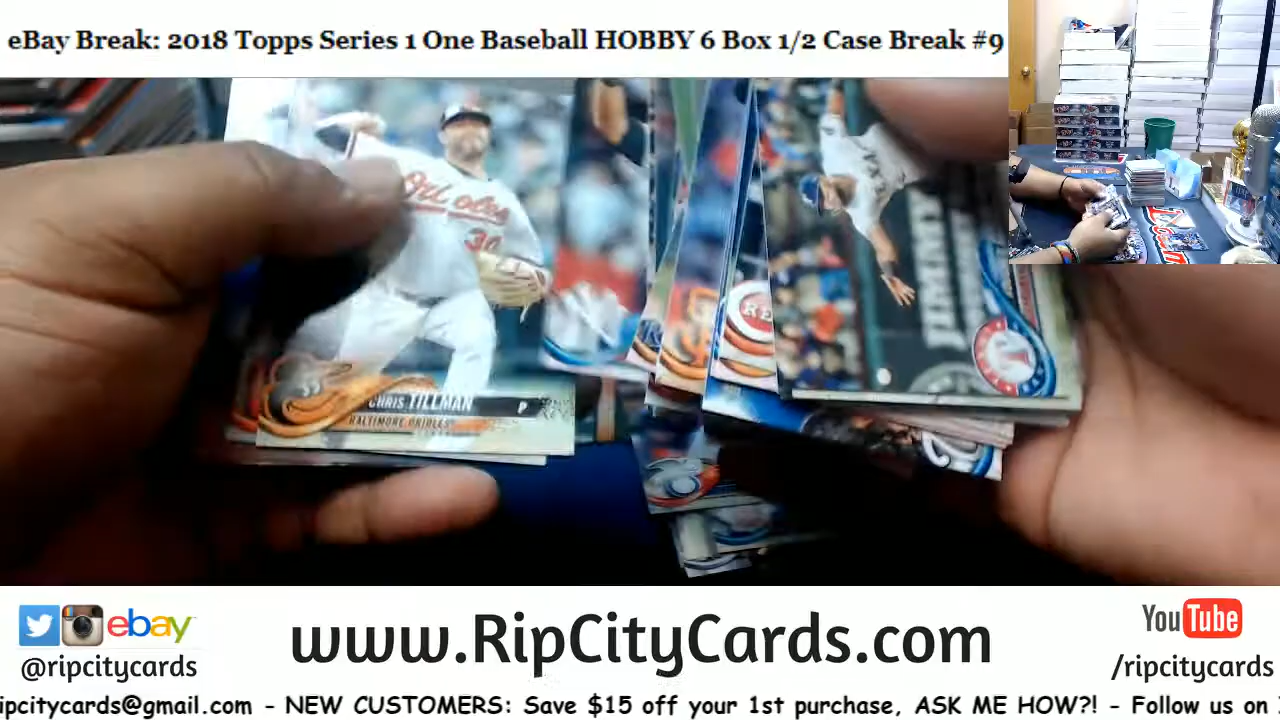 eBay Break: 2018 Topps Series 1 One Baseball HOBBY 6 Box 1/2 Case Break #9
Orioles
30
CHRIS TILLMAN P
BALTIMORE ORIOLES
JIMMY
RE
ebay
@ripcitycards
www.RipCityCards.com
YouTube
/ripcitycards
ipcitycards@gmail.com - NEW CUSTOMERS: Save $15 off your 1st purchase, ASK ME HOW?! - Follow us on